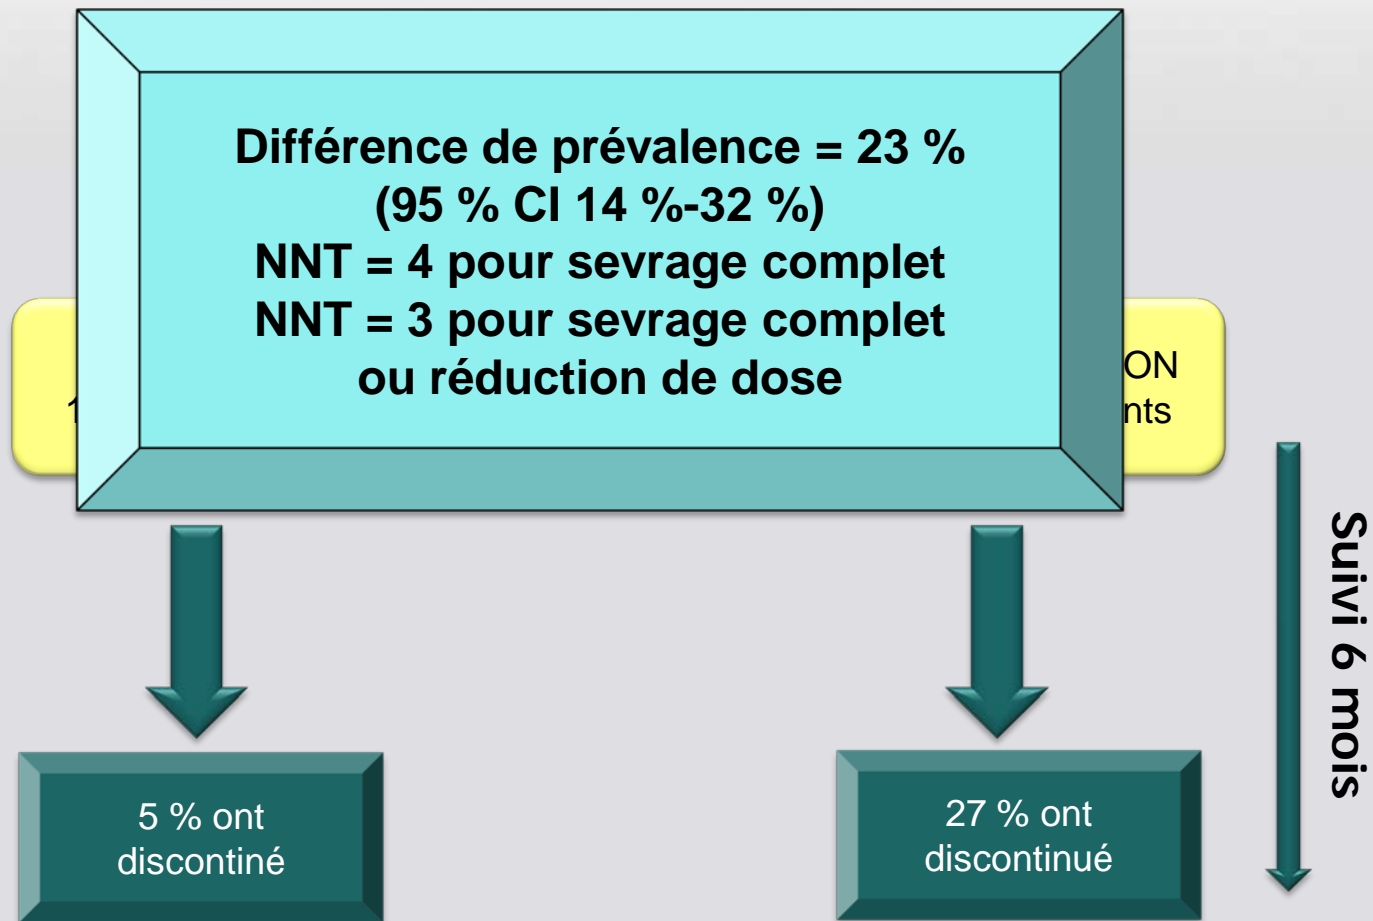 Différence de prévalence = 23 %
(95 % CI 14 %-32 %)
NNT = 4 pour sevrage complet
NNT = 3 pour sevrage complet
ou réduction de dose
ON
nts
Suivi 6 mois
5 % ont
discontiné
27 % ont
discontinué